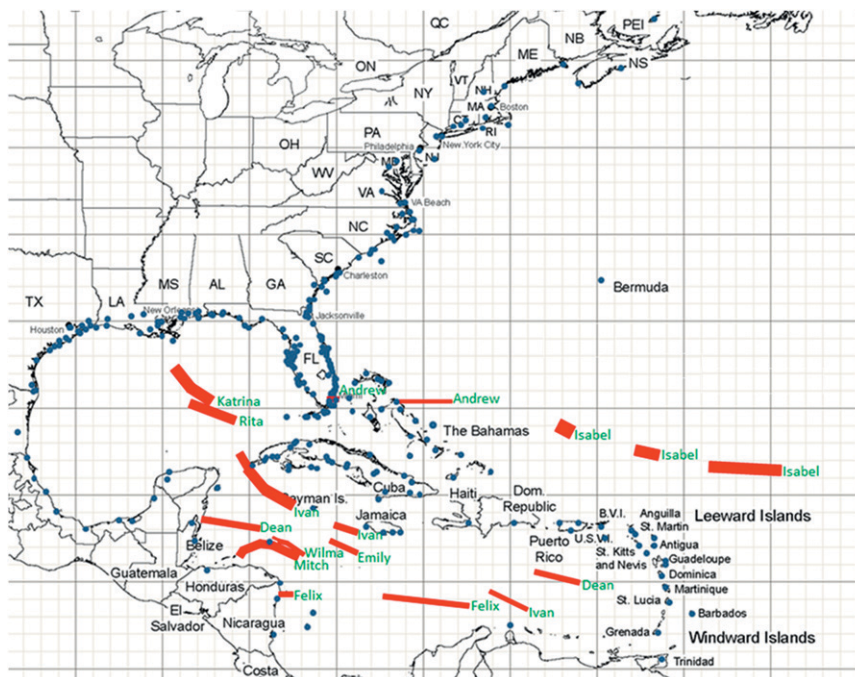 QC
PEI
NB
ME
NS
ON
VT
NH
NY
MA
Boston
CT
RI
PA
New York City
Philadelphia
NJ
OH
MD
WV
VA
VA Beach
NC
SC
Charleston
MS
AL
GA
Bermuda
TX
LA
New Orleans
Jacksonville
Houston
FL
Andrew
Andrew
Katrina
Rita
The Bahamas
Isabel
Isabel
Isabel
Cuba
Cayman Is.
Ivan
Haiti
Dom.
Republic
Jamaica
Dean
Ivan
B.V.I.
Anguilla
Leeward Islands
St. Martin
U.S.V.I.
Puerto
Rico
St. Kitts
and Nevis
Antigua
Guadeloupe
Belize
Wilma
Mitch
Emily
Dominica
Guatemala
Honduras
Dean
Martinique
Felix
Felix
Ivan
St. Lucia
Barbados
El
Salvador
Nicaragua
Grenada
Windward Islands
Trinidad
Costa